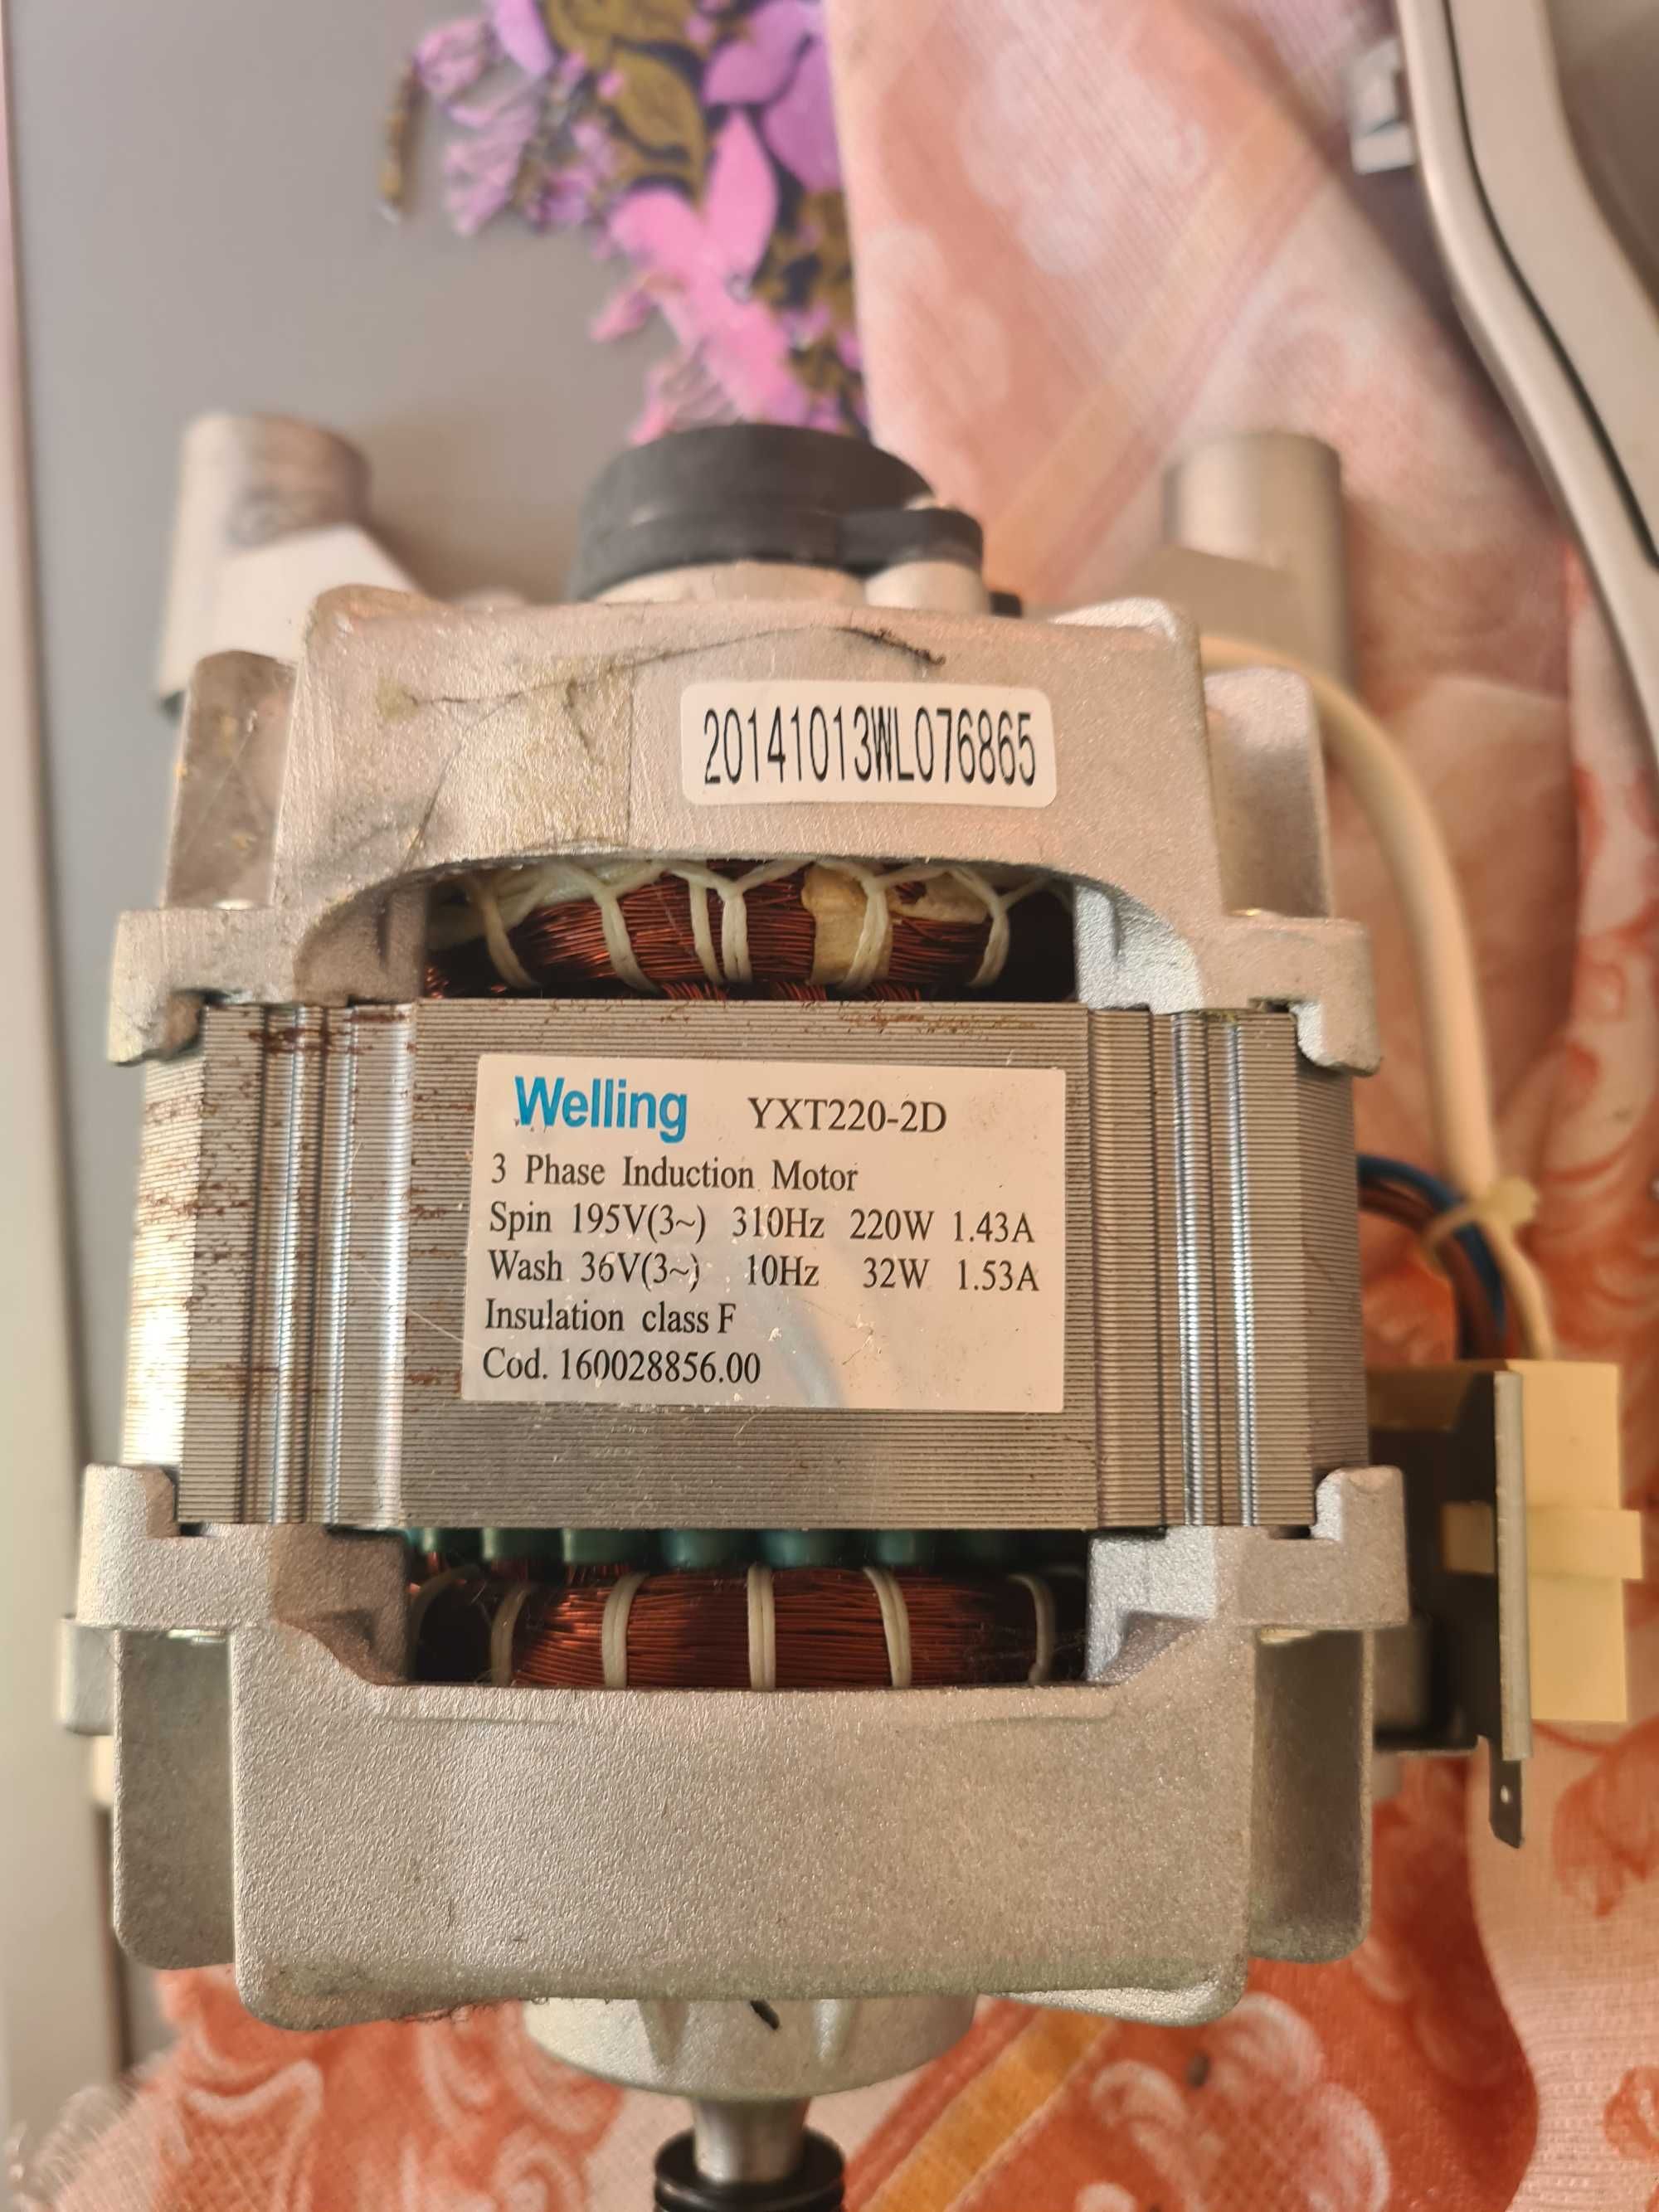 20141013WL076865
Welling YXT220-2D
3 Phase Induction Motor
Spin 195V(3~) 310Hz 220W 1.43A
Wash 36V(3~) 10Hz 32W 1.53A
Insulation class F
Cod. 160028856.00